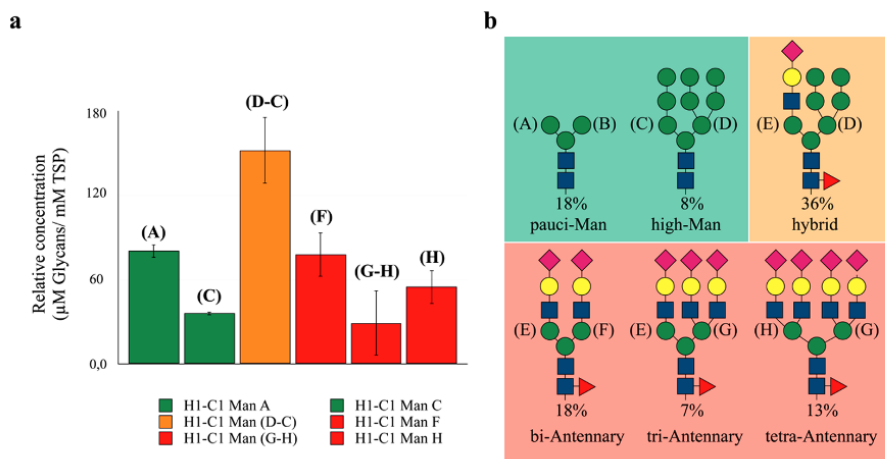 a
b
Relative concentration
(µM Glycans/ mM TSP)
180
120
60
0,0
(A)
(C)
(D-C)
(F)
(G-H)
(H)
H1-C1 Man A
H1-C1 Man C
H1-C1 Man (D-C)
H1-C1 Man F
H1-C1 Man (G-H)
H1-C1 Man H
(A) (B)
18%
pauci-Man
(C) (D)
8%
high-Man
(E) (D)
36%
hybrid
(E) (F)
18%
bi-Antennary
(E) (G)
7%
tri-Antennary
(H) (G)
13%
tetra-Antennary